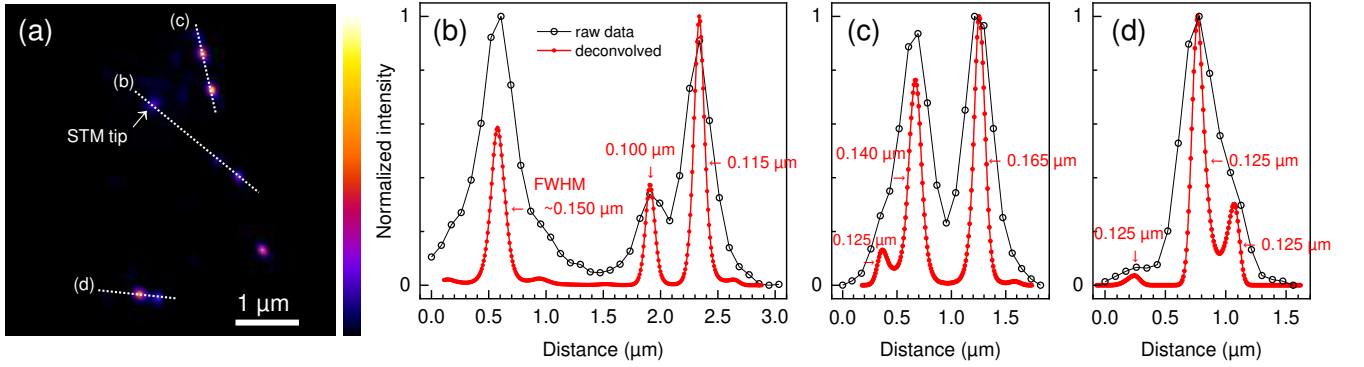 (a)
(c)
(b)
STM tip
(d)
1 μm
Normalized intensity
1
0
(b)
raw data
deconvolved
FWHM
~0.150 μm
0.100 μm
0.115 μm
0.0 0.5 1.0 1.5 2.0 2.5 3.0
Distance (μm)
1
0
(c)
0.140 μm
0.125 μm
0.165 μm
0.0 0.5 1.0 1.5
Distance (μm)
1
0
(d)
0.125 μm
0.125 μm
0.125 μm
0.0 0.5 1.0 1.5
Distance (μm)